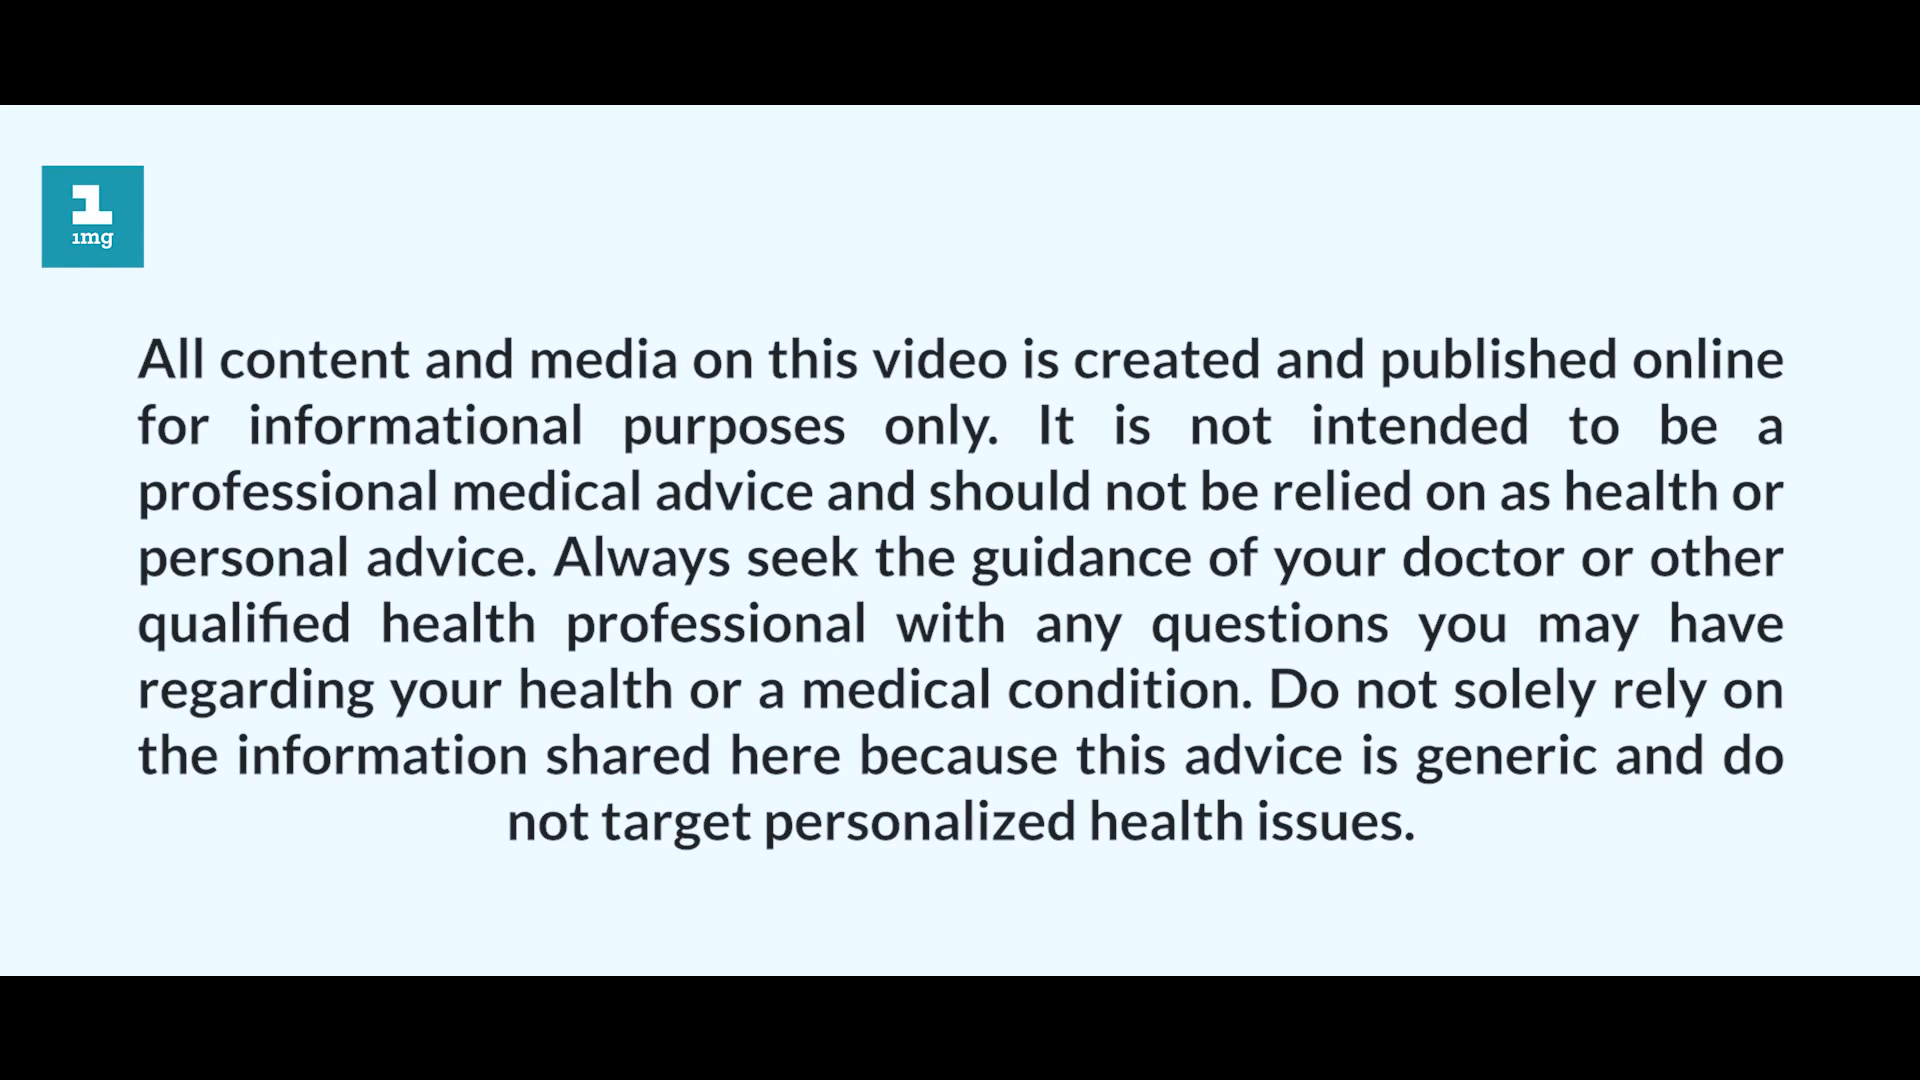 1
1mg
All content and media on this video is created and published online
for informational purposes only. It is not intended to be a
professional medical advice and should not be relied on as health or
personal advice. Always seek the guidance of your doctor or other
qualified health professional with any questions you may have
regarding your health or a medical condition. Do not solely rely on
the information shared here because this advice is generic and do
not target personalized health issues.